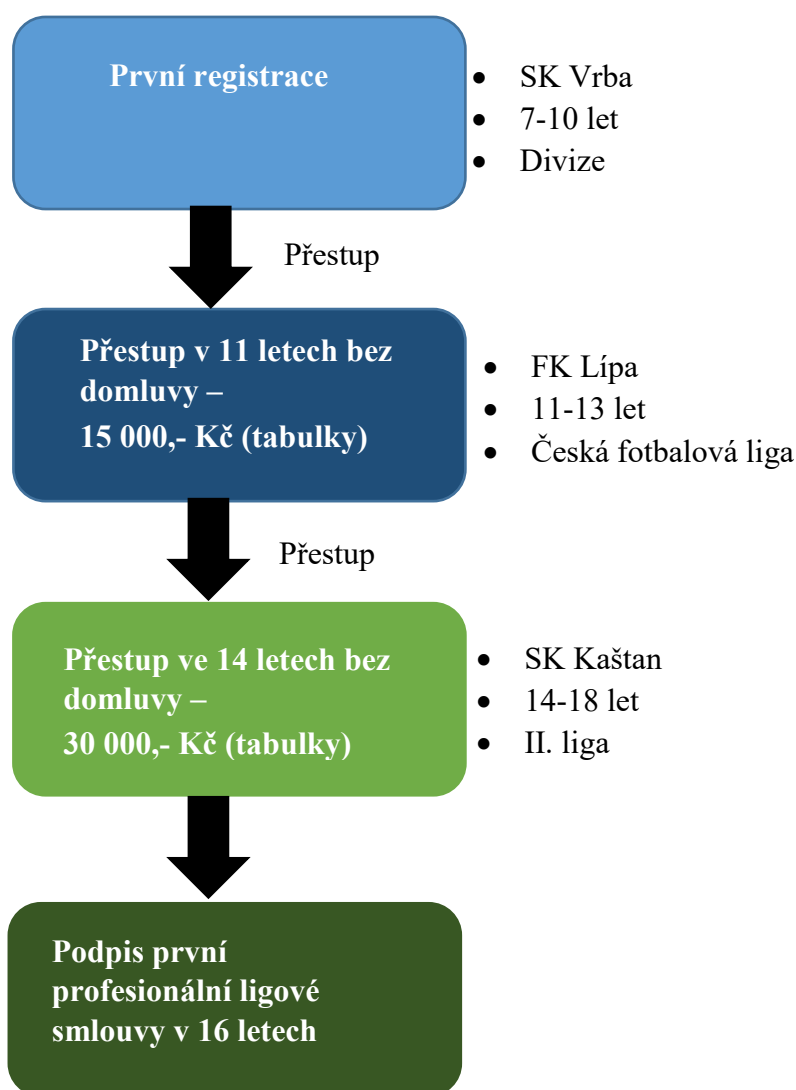 První registrace
• SK Vrba
• 7-10 let
• Divize
Přestup
Přestup v 11 letech bez
domluvy –
15 000,- Kč (tabulky)
• FK Lípa
• 11-13 let
• Česká fotbalová liga
Přestup
Přestup ve 14 letech bez
domluvy –
30 000,- Kč (tabulky)
• SK Kaštan
• 14-18 let
• II. liga
Podpis první
profesionální ligové
smlouvy v 16 letech